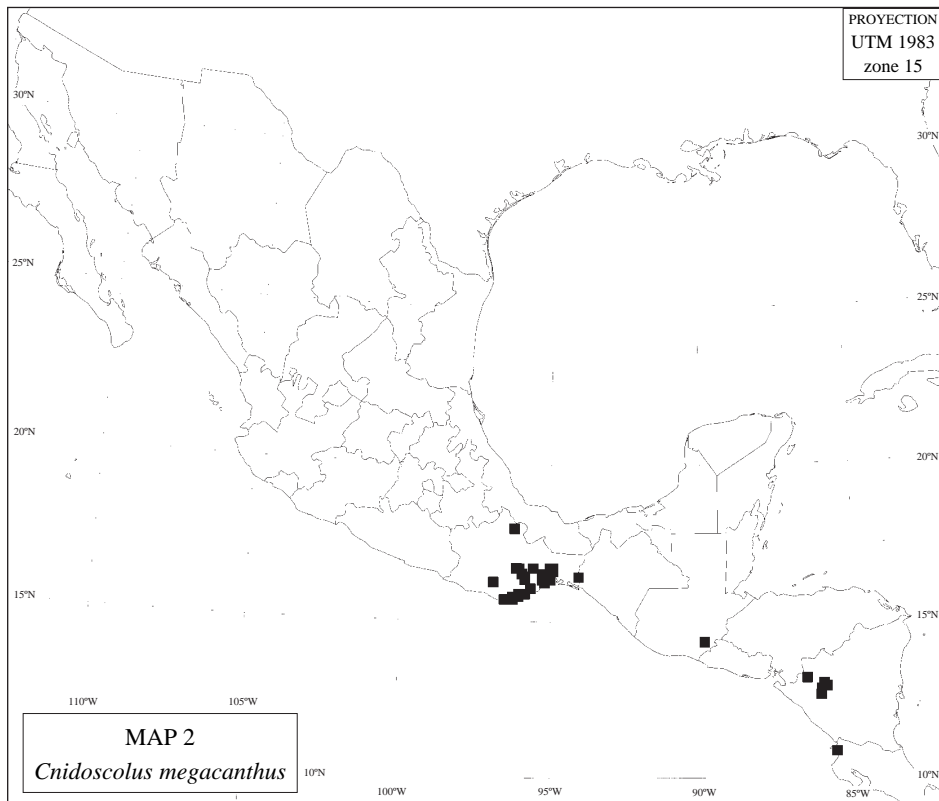 PROYECTION
UTM 1983
zone 15
30ºN
30ºN
25ºN
25ºN
20ºN
20ºN
15ºN
15ºN
110ºW
105ºW
MAP 2
Cnidoscolus megacanthus
10ºN
10ºN
100ºW
95ºW
90ºW
85ºW